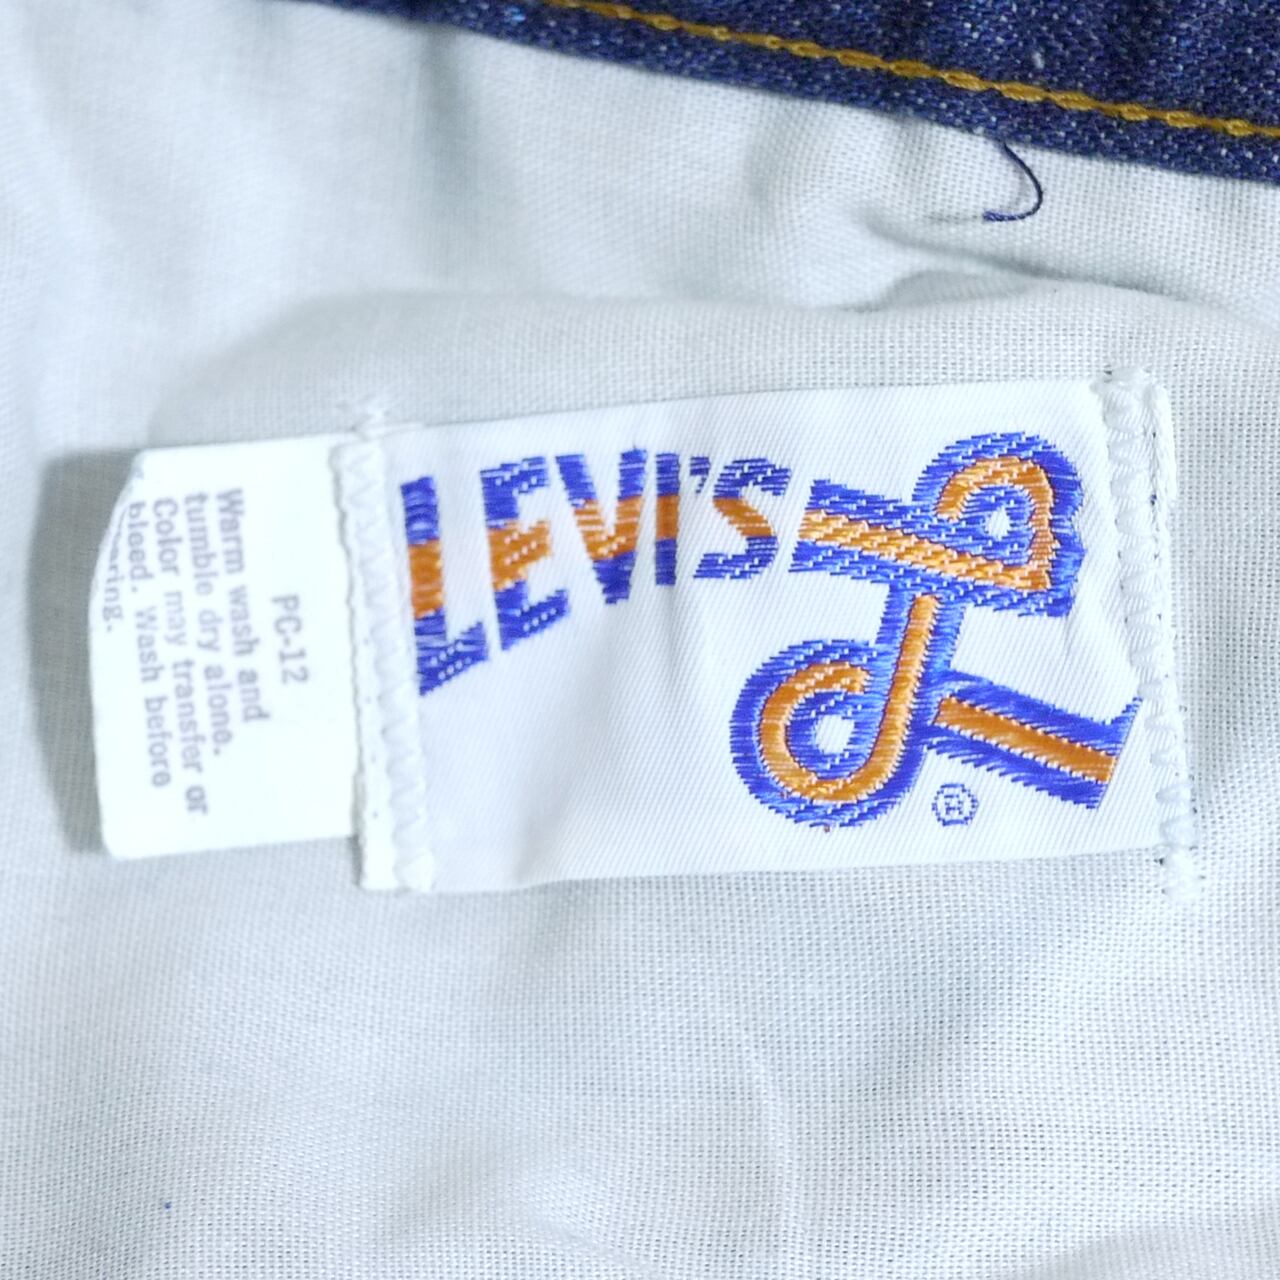 LEVI'S
®
PC-12
Warm wash and
tumble dry alone.
Color may transfer or
bleed. Wash before